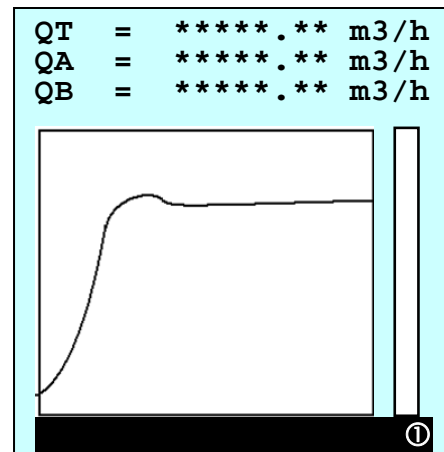 QT = *****.** m3/h
QA = *****.** m3/h
QB = *****.** m3/h
①